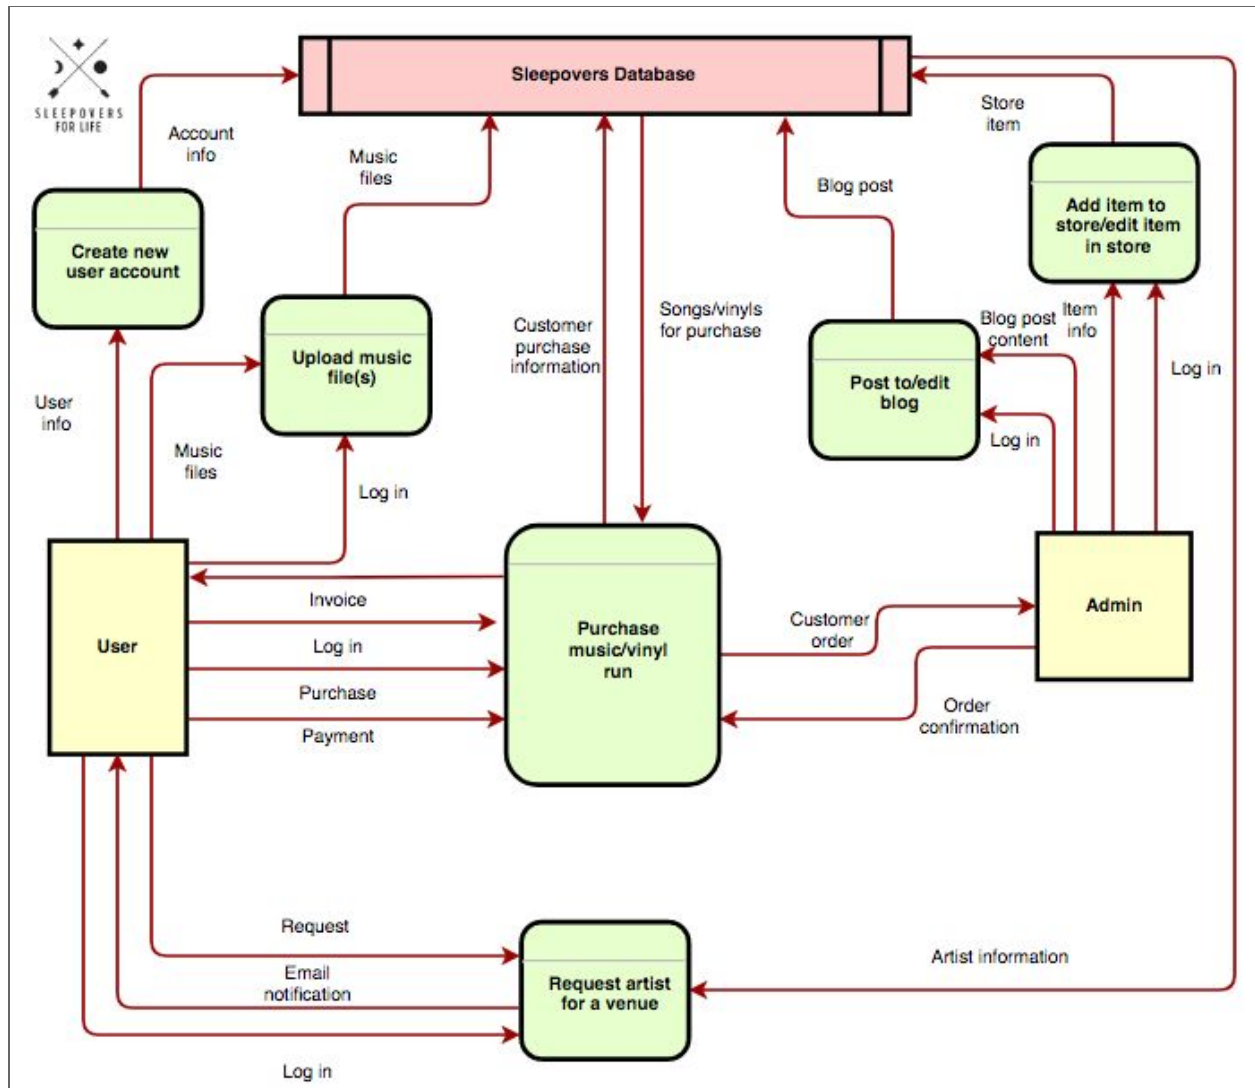 SLEEPOVERS
FOR LIFE
Sleepovers Database
Account
info
Music
files
Blog post
Store
item
Create new
user account
Add item to
store/edit item
in store
Upload music
file(s)
Customer
purchase
information
Songs/vinyls
for purchase
Blog post
content
Item
info
Post to/edit
blog
Log in
Log in
User
info
Music
files
Log in
User
Invoice
Log in
Purchase
Payment
Purchase
music/vinyl
run
Customer
order
Admin
Order
confirmation
Request
Email
notification
Log in
Request artist
for a venue
Artist information